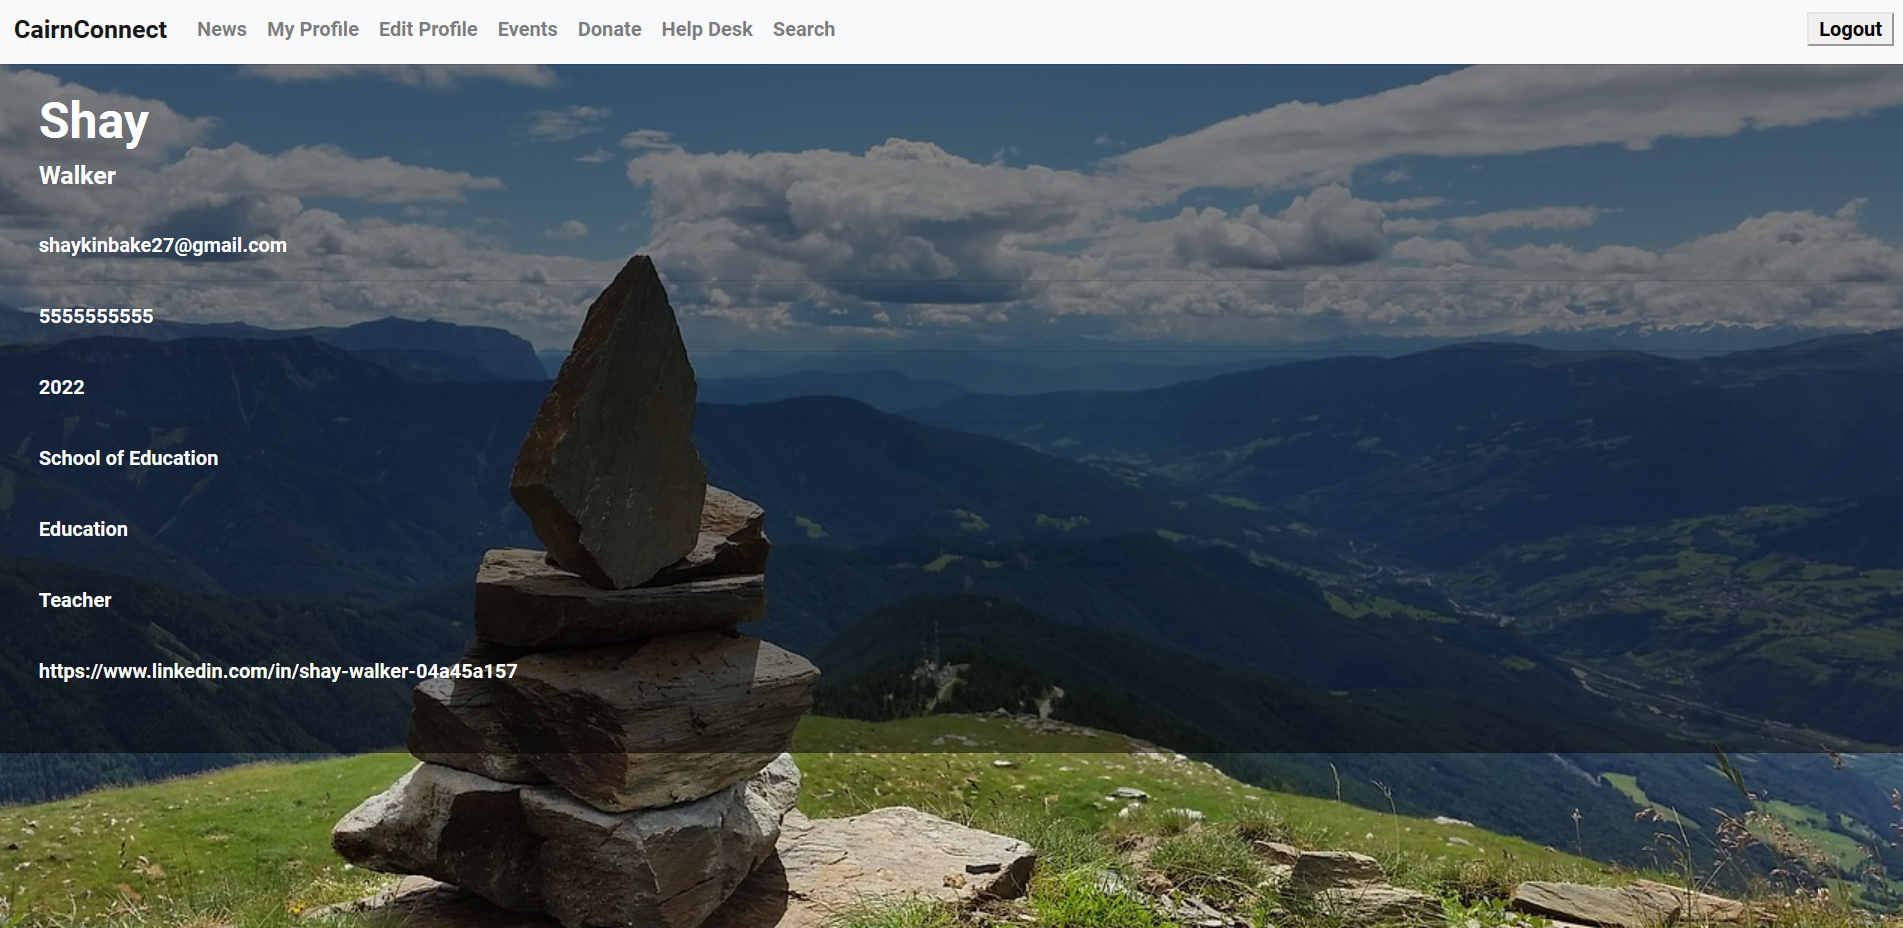 CairnConnect News My Profile Edit Profile Events Donate Help Desk Search Logout
Shay
Walker
shaykinbake27@gmail.com
5555555555
2022
School of Education
Education
Teacher
https://www.linkedin.com/in/shay-walker-04a45a157